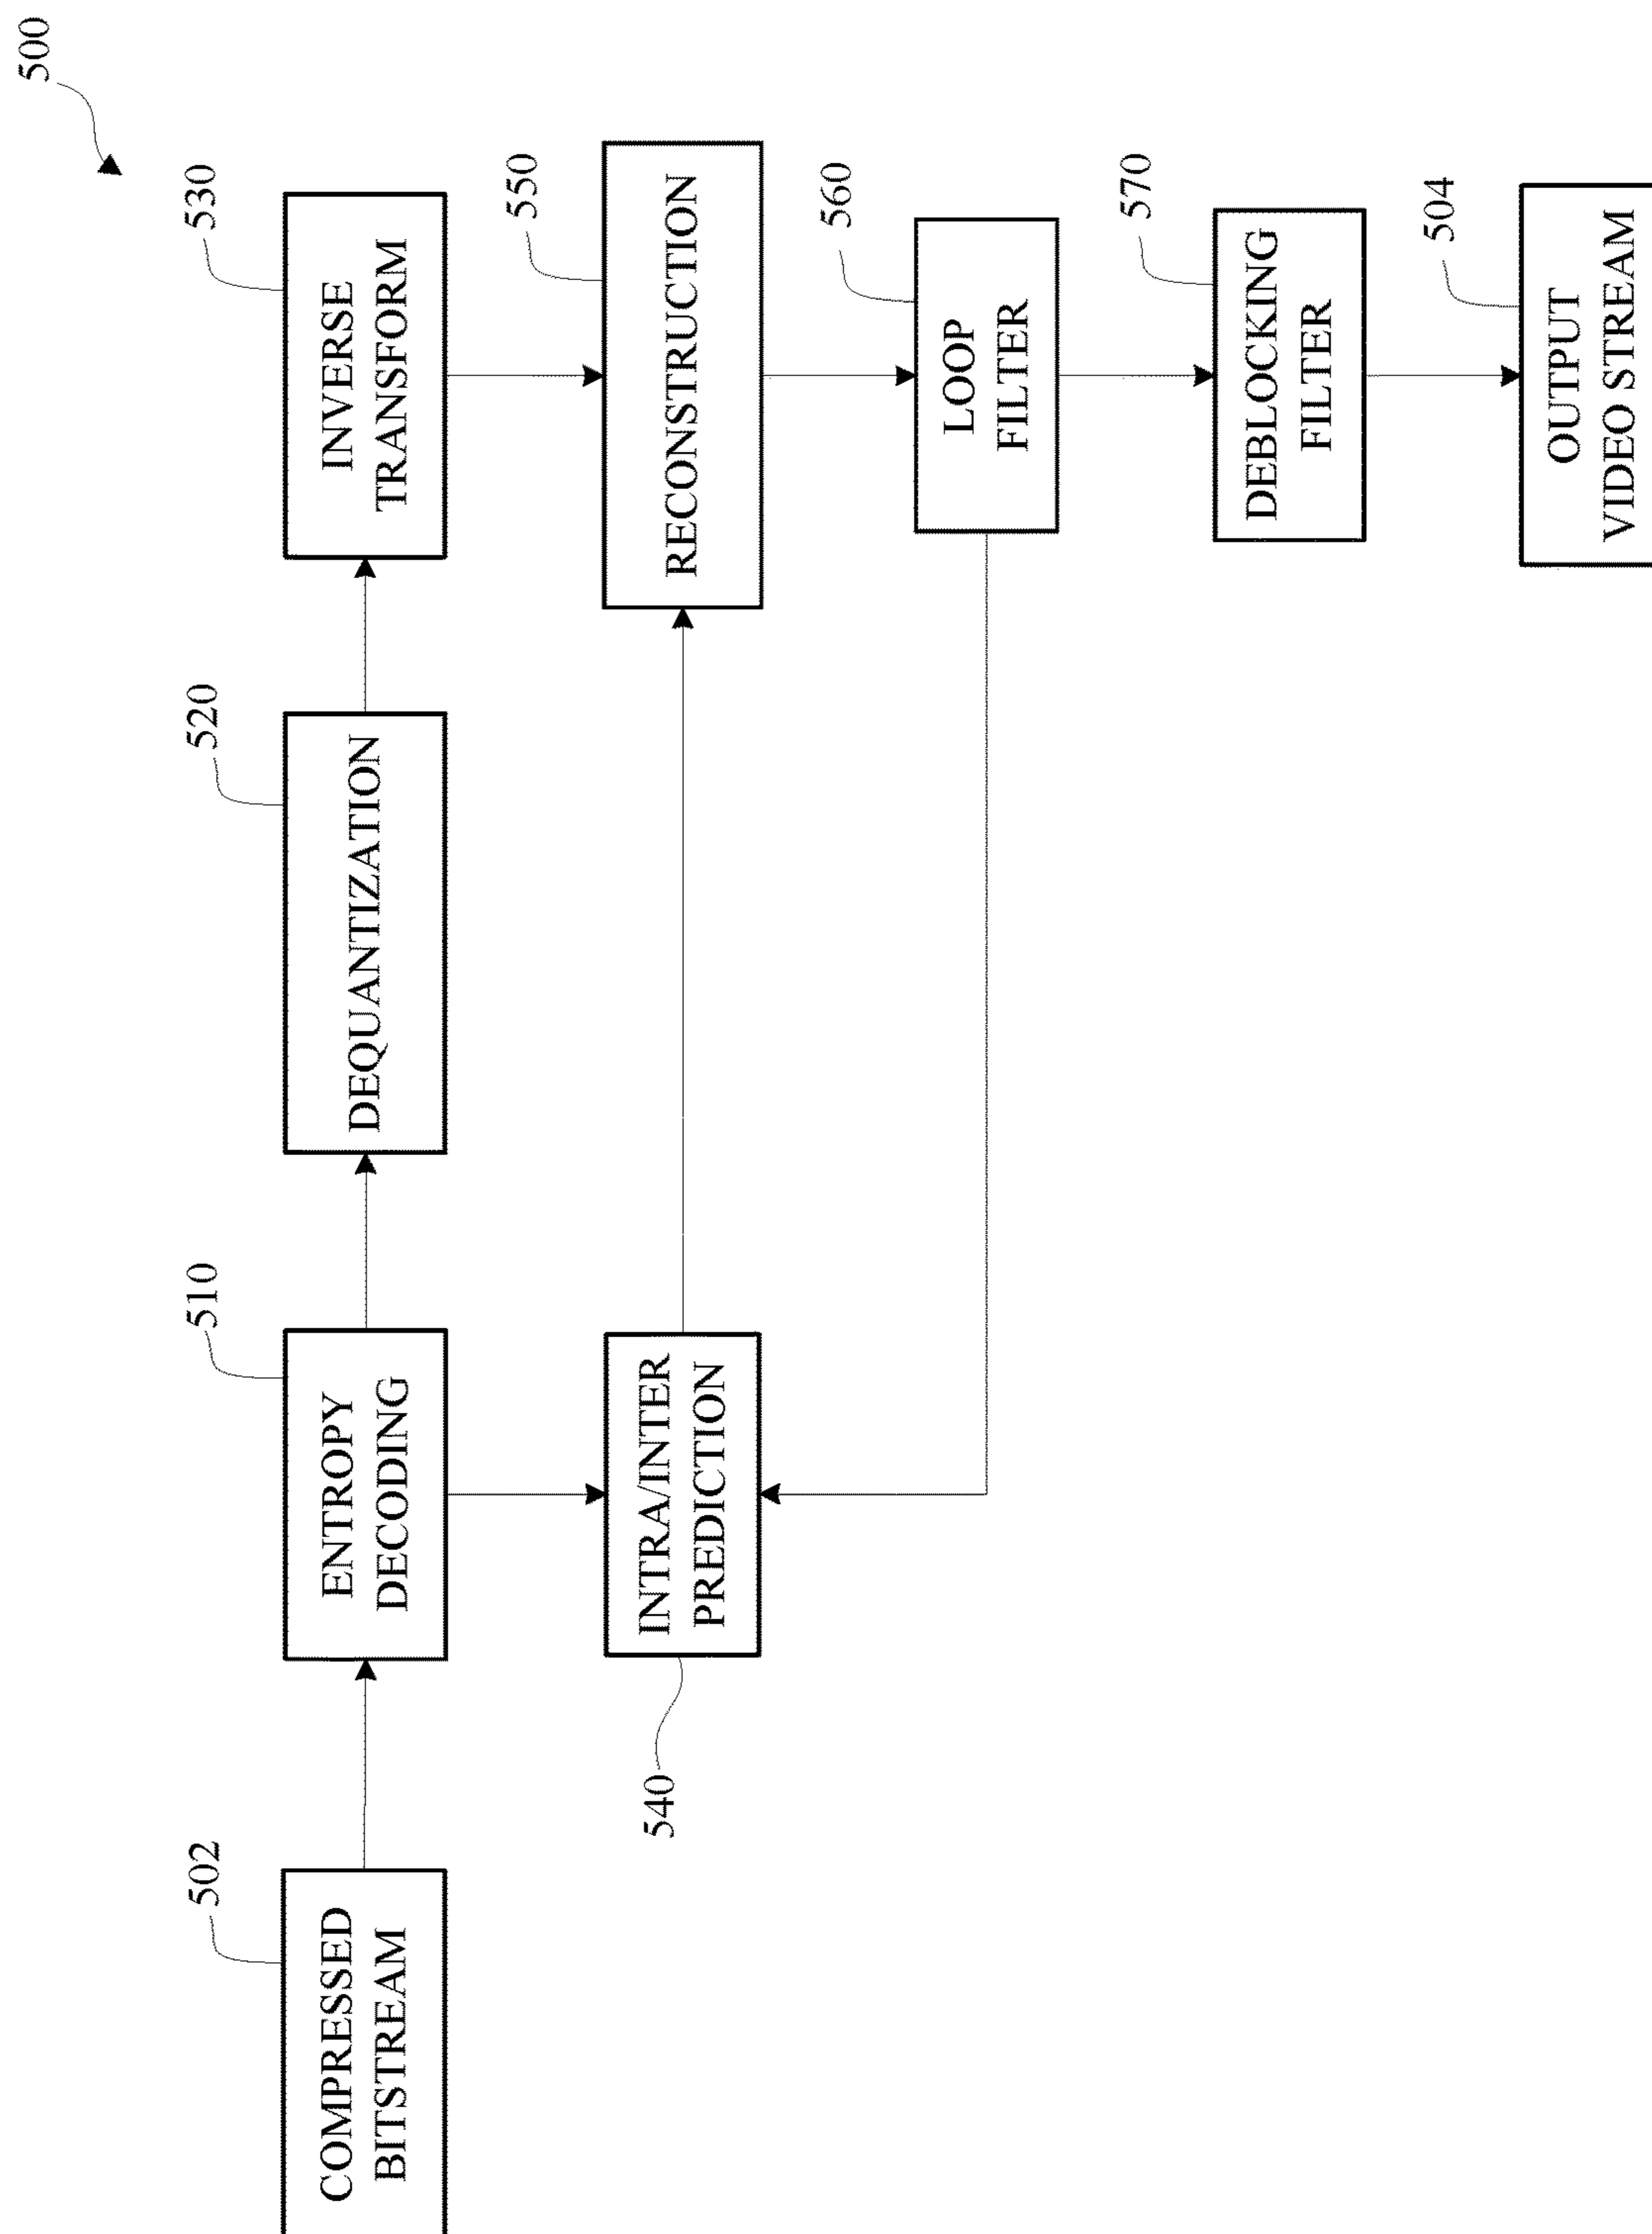 500
502
COMPRESSED
BITSTREAM
510
ENTROPY
DECODING
520
DEQUANTIZATION
530
INVERSE
TRANSFORM
540
INTRA/INTER
PREDICTION
550
RECONSTRUCTION
560
LOOP
FILTER
570
DEBLOCKING
FILTER
504
OUTPUT
VIDEO STREAM